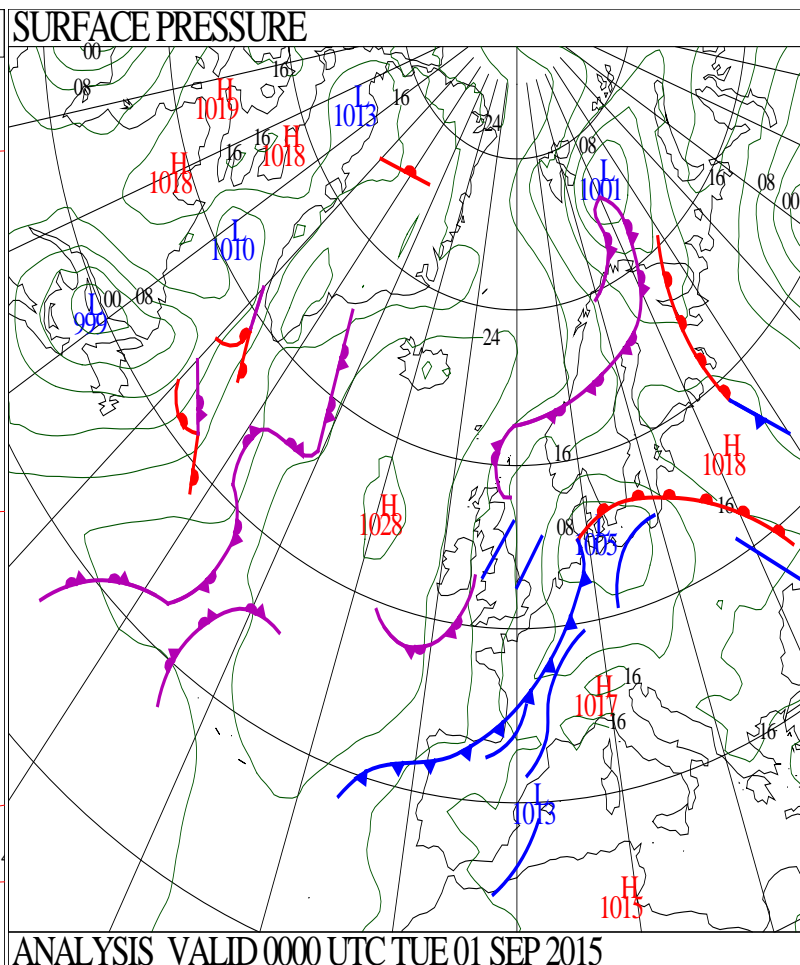 SURFACE PRESSURE
00
16
08
H
1019
L
1013
16
24
16
16
H
1018
08
H
1018
L
1001
16
08
00
L
1010
00
08
L
999
24
16
H
1018
H
1028
16
08
L
1005
H
1017
16
16
16
L
1013
H
1015
ANALYSIS VALID 0000 UTC TUE 01 SEP 2015